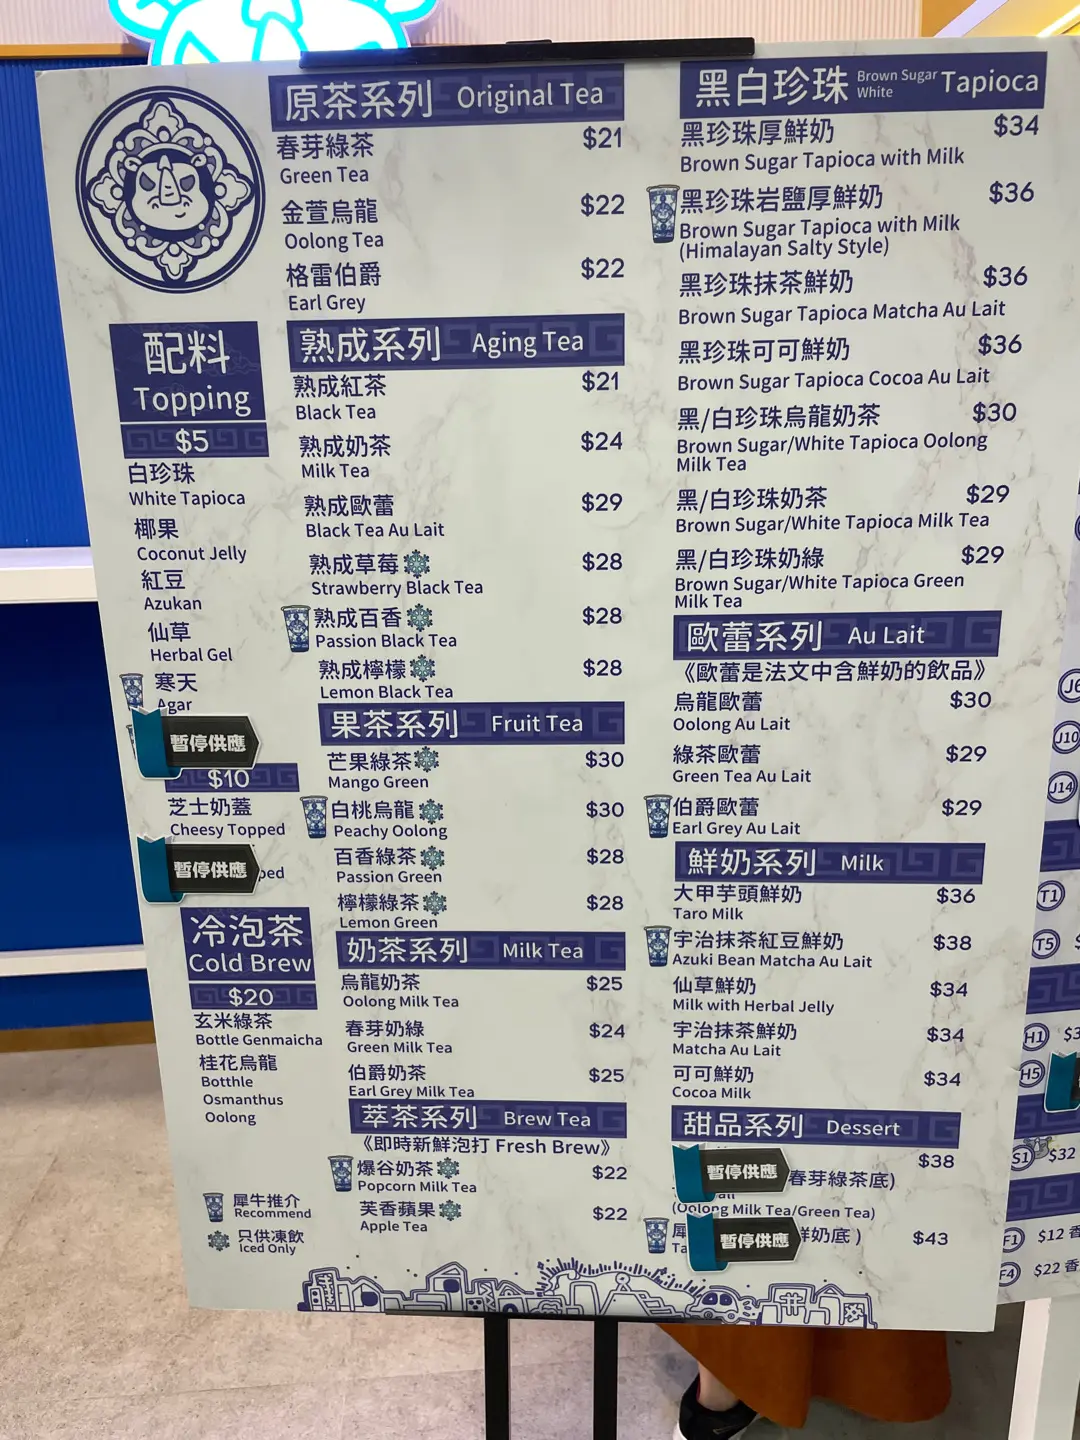 原茶系列 Original Tea
春芽綠茶 $21
Green Tea
金萱烏龍 $22
Oolong Tea
格雷伯爵 $22
Earl Grey
熟成系列 Aging Tea
熟成紅茶 $21
Black Tea
熟成奶茶 $24
Milk Tea
熟成歐蕾 $29
Black Tea Au Lait
熟成草莓 $28
Strawberry Black Tea
熟成百香 $28
Passion Black Tea
熟成檸檬 $28
Lemon Black Tea
果茶系列 Fruit Tea
芒果綠茶 $30
Mango Green
白桃烏龍 $30
Peachy Oolong
百香綠茶 $28
Passion Green
檸檬綠茶 $28
Lemon Green
奶茶系列 Milk Tea
烏龍奶茶 $25
Oolong Milk Tea
春芽奶綠 $24
Green Milk Tea
伯爵奶茶 $25
Earl Grey Milk Tea
萃茶系列 Brew Tea
《即時新鮮泡打 Fresh Brew》
爆谷奶茶 $22
Popcorn Milk Tea
芙香蘋果 $22
Apple Tea
配料
Topping
$5
白珍珠
White Tapioca
椰果
Coconut Jelly
紅豆
Azukan
仙草
Herbal Gel
寒天
Agar
暫停供應
$10
芝士奶蓋
Cheesy Topped
暫停供應 ped
冷泡茶
Cold Brew
$20
玄米綠茶
Bottle Genmaicha
桂花烏龍
Botthle
Osmanthus
Oolong
犀牛推介
Recommend
只供凍飲
Iced Only
黑白珍珠 Brown Sugar White Tapioca
黑珍珠厚鮮奶 $34
Brown Sugar Tapioca with Milk
黑珍珠岩鹽厚鮮奶 $36
Brown Sugar Tapioca with Milk
(Himalayan Salty Style)
黑珍珠抹茶鮮奶 $36
Brown Sugar Tapioca Matcha Au Lait
黑珍珠可可鮮奶 $36
Brown Sugar Tapioca Cocoa Au Lait
黑/白珍珠烏龍奶茶 $30
Brown Sugar/White Tapioca Oolong
Milk Tea
黑/白珍珠奶茶 $29
Brown Sugar/White Tapioca Milk Tea
黑/白珍珠奶綠 $29
Brown Sugar/White Tapioca Green
Milk Tea
歐蕾系列 Au Lait
《歐蕾是法文中含鮮奶的飲品》
烏龍歐蕾 $30
Oolong Au Lait
綠茶歐蕾 $29
Green Tea Au Lait
伯爵歐蕾 $29
Earl Grey Au Lait
鮮奶系列 Milk
大甲芋頭鮮奶 $36
Taro Milk
宇治抹茶紅豆鮮奶 $38
Azuki Bean Matcha Au Lait
仙草鮮奶 $34
Milk with Herbal Jelly
宇治抹茶鮮奶 $34
Matcha Au Lait
可可鮮奶 $34
Cocoa Milk
甜品系列 Dessert
暫停供應 春芽綠茶底) $38
(Oolong Milk Tea/Green Tea)
暫停供應 鮮奶底 ) $43
Ta
J6
J10
J14
T1
T5
H1
H5
S1 $32
F1 $12 香
F4 $22 香